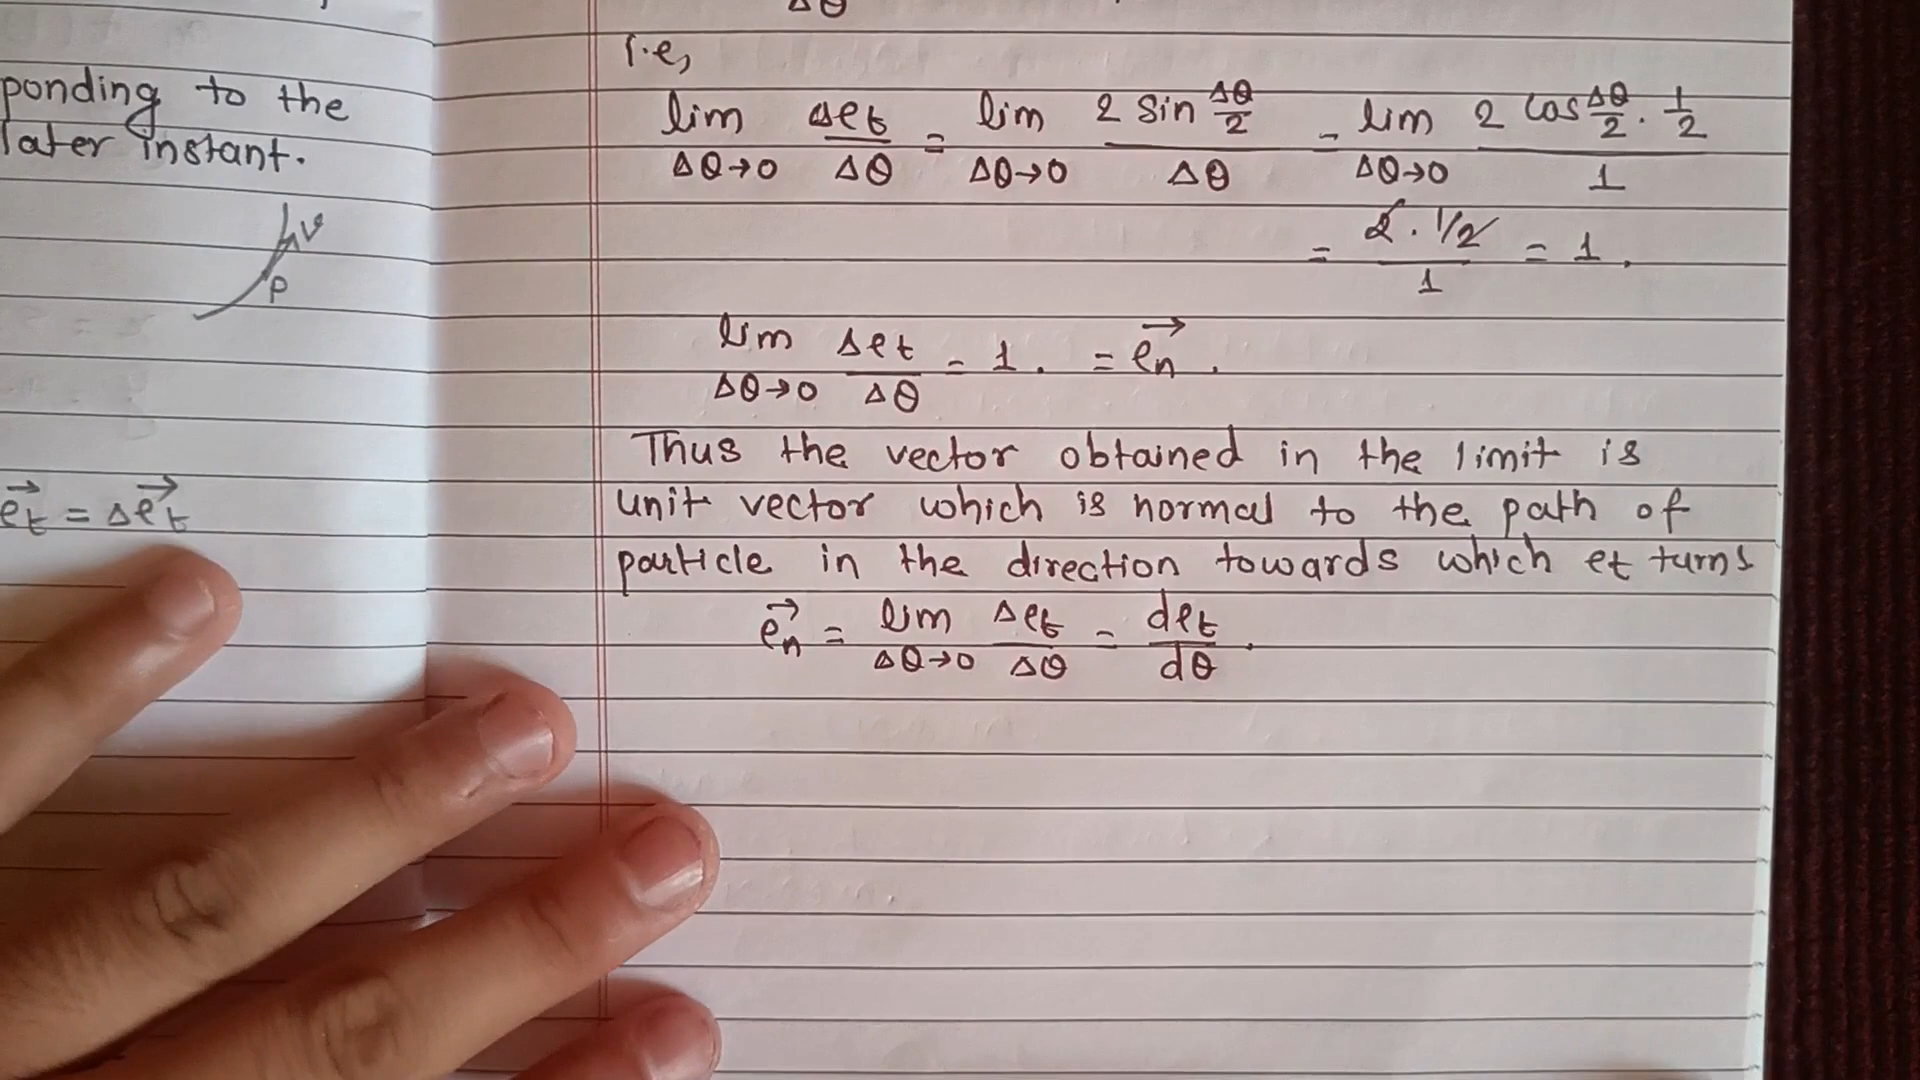 ponding to the
later instant.
v
P
e⃗t = Δe⃗t
Δθ
i.e,
lim Δθ→0 Δet/Δθ = lim Δθ→0 (2 sin Δθ/2)/Δθ = lim Δθ→0 (2 cos Δθ/2 · 1/2)/1
= (2 · 1/2)/1 = 1.
lim Δθ→0 Δet/Δθ = 1. = e⃗n.
Thus the vector obtained in the limit is
unit vector which is normal to the path of
particle in the direction towards which et turns
e⃗n = lim Δθ→0 Δet/Δθ = det/dθ.